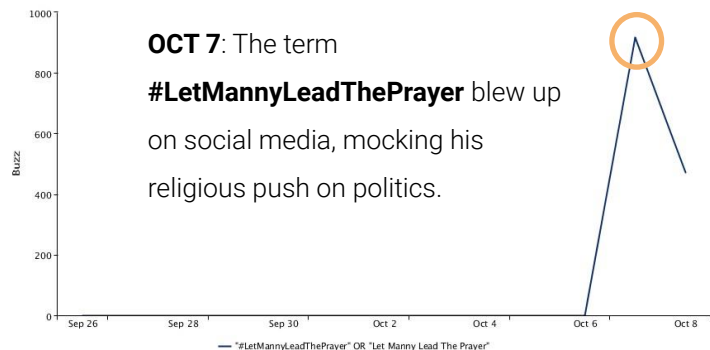 1000
OCT 7: The term
800
#LetMannyLeadThePrayer blew up
600
on social media, mocking his
religious push on politics.
400
200
0
Buzz
Sep 26 Sep 28 Sep 30 Oct 2 Oct 4 Oct 6 Oct 8
"#LetMannyLeadThePrayer" OR "Let Manny Lead The Prayer"